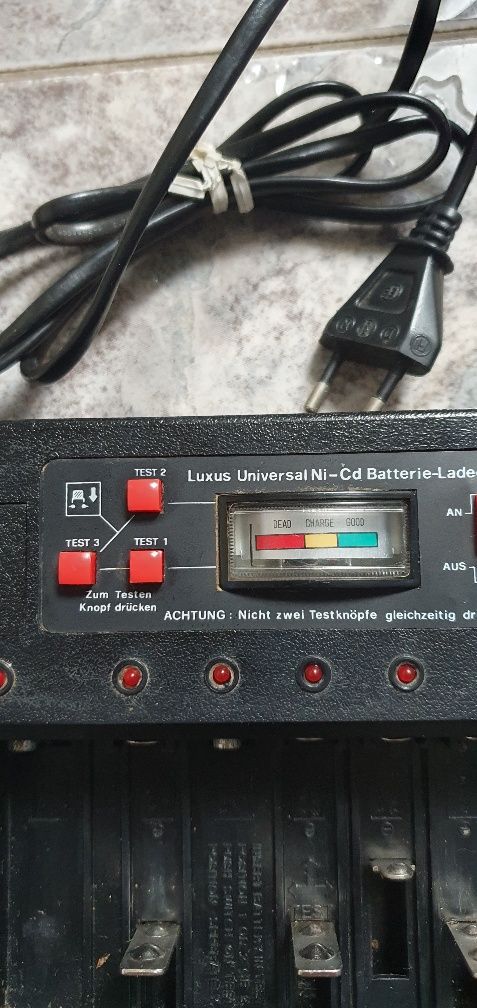 TEST 2
Luxus Universal Ni-Cd Batterie-Lade
DEAD CHARGE GOOD
AN
TEST 3 TEST 1
AUS
Zum Testen
Knopf drücken
ACHTUNG : Nicht zwei Testknöpfe gleichzeitig dr
TEST